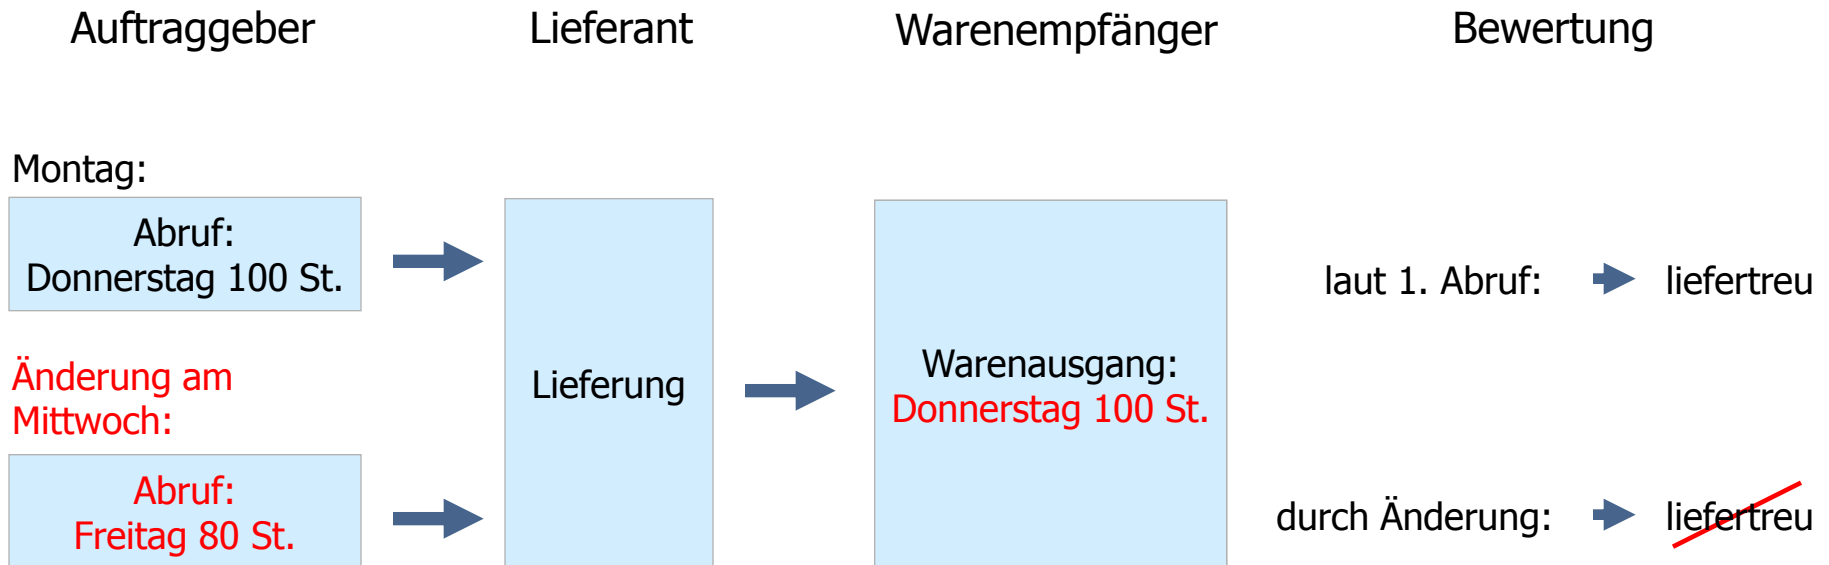 Auftraggeber
Lieferant
Warenempfänger
Bewertung
Montag:
Abruf:
Donnerstag 100 St.
Änderung am
Mittwoch:
Abruf:
Freitag 80 St.
Lieferung
Warenausgang:
Donnerstag 100 St.
laut 1. Abruf:
liefertreu
durch Änderung:
liefertreu